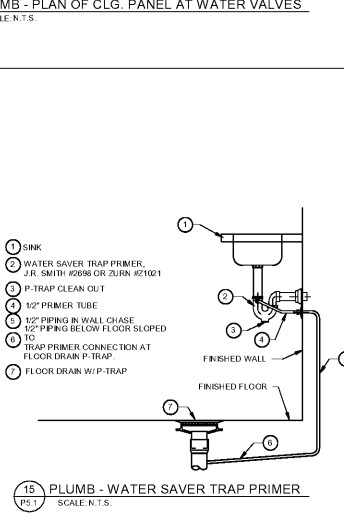 MB - PLAN OF CLG. PANEL AT WATER VALVES
LE: N.T.S.
1 SINK
2 WATER SAVER TRAP PRIMER,
J.R. SMITH #2698 OR ZURN #Z1021
3 P-TRAP CLEAN OUT
4 1/2" PRIMER TUBE
5 1/2" PIPING IN WALL CHASE
6 1/2" PIPING BELOW FLOOR SLOPED
TO
TRAP PRIMER CONNECTION AT
FLOOR DRAIN P-TRAP.
7 FLOOR DRAIN W/ P-TRAP
1
2
3
4
FINISHED WALL
FINISHED FLOOR
7
6
15 PLUMB - WATER SAVER TRAP PRIMER
P5.1 SCALE: N.T.S.